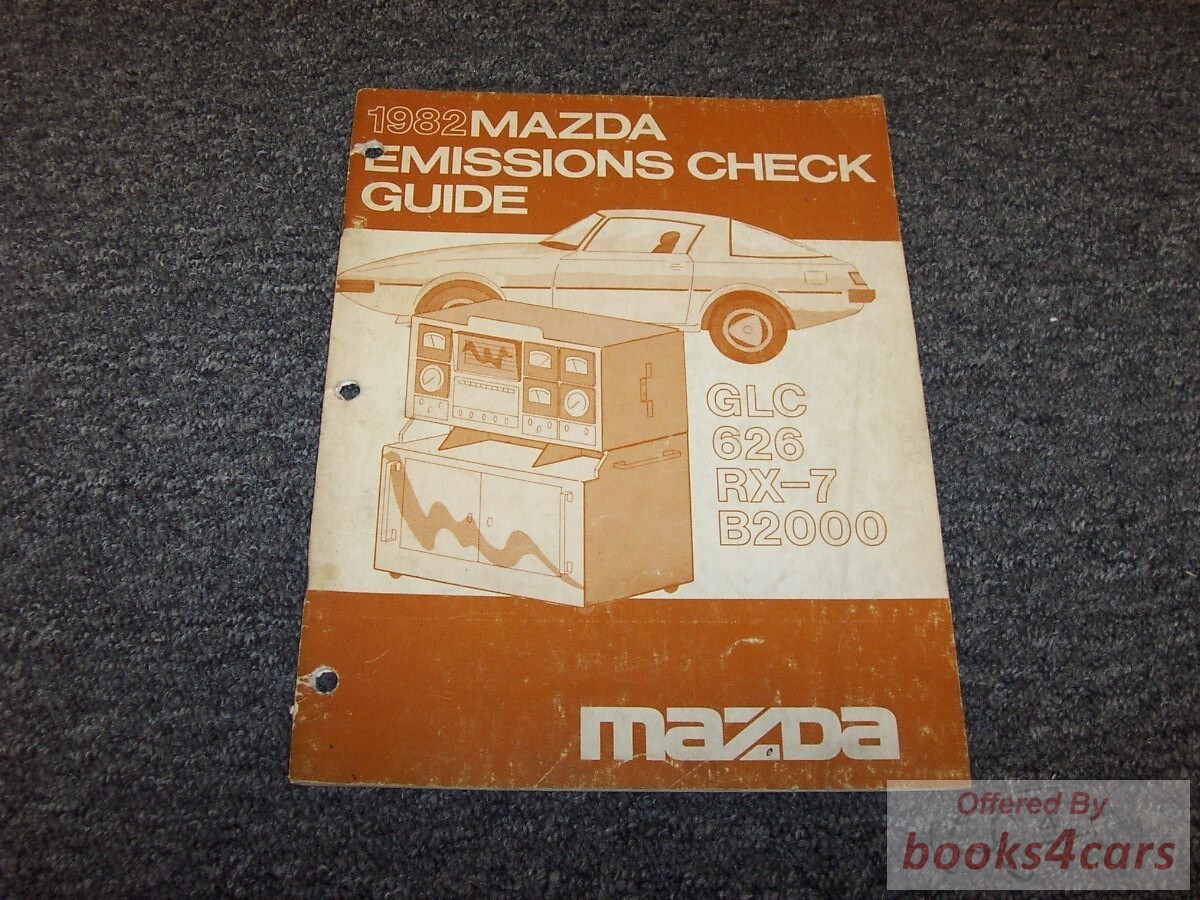 1982 MAZDA
EMISSIONS CHECK
GUIDE
GLC
626
RX-7
B2000
mazda
Offered By
books4cars